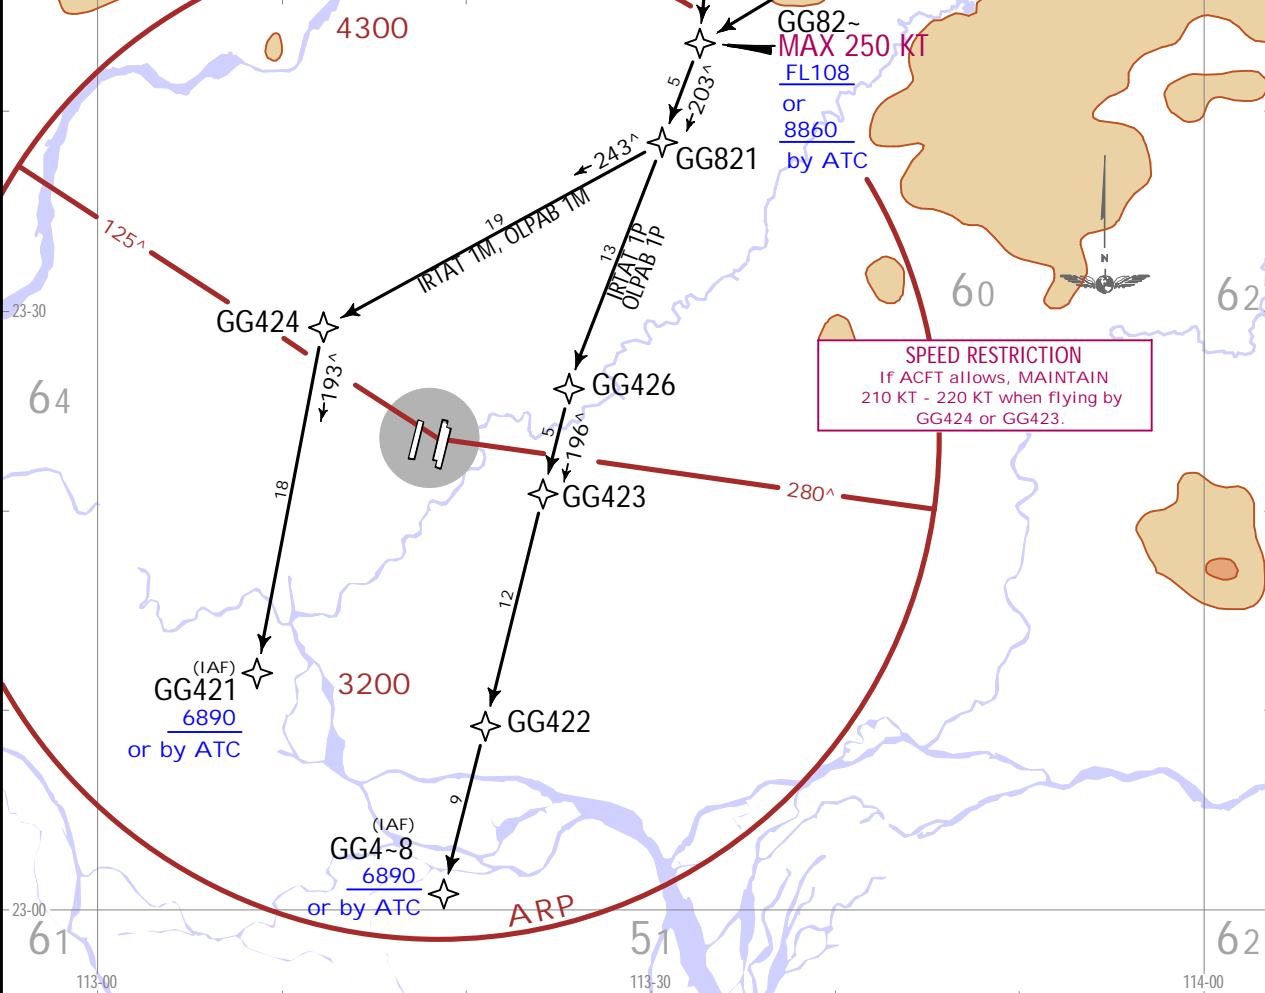 4300
GG82~
MAX 250 KT
FL108
or
8860
by ATC
5
203^
GG821
243^
19
IRTAT 1M, OLPAB 1M
13
IRTAT 1P
OLPAB 1P
125^
N
60
62
23-30
GG424
193^
64
GG426
SPEED RESTRICTION
If ACFT allows, MAINTAIN
210 KT - 220 KT when flying by
GG424 or GG423.
5
196^
GG423
280^
18
12
(IAF)
GG421
6890
or by ATC
3200
GG422
9
(IAF)
GG4~8
6890
or by ATC
ARP
23-00
61
51
62
113-00
113-30
114-00